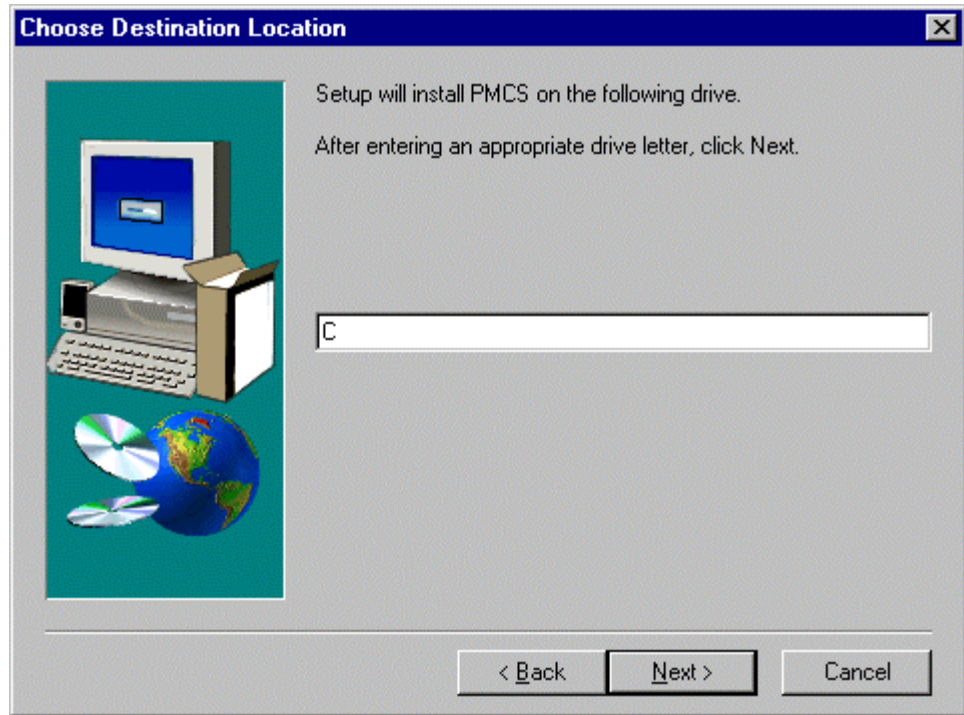 Choose Destination Location
Setup will install PMCS on the following drive.
After entering an appropriate drive letter, click Next.
C
< Back Next > Cancel